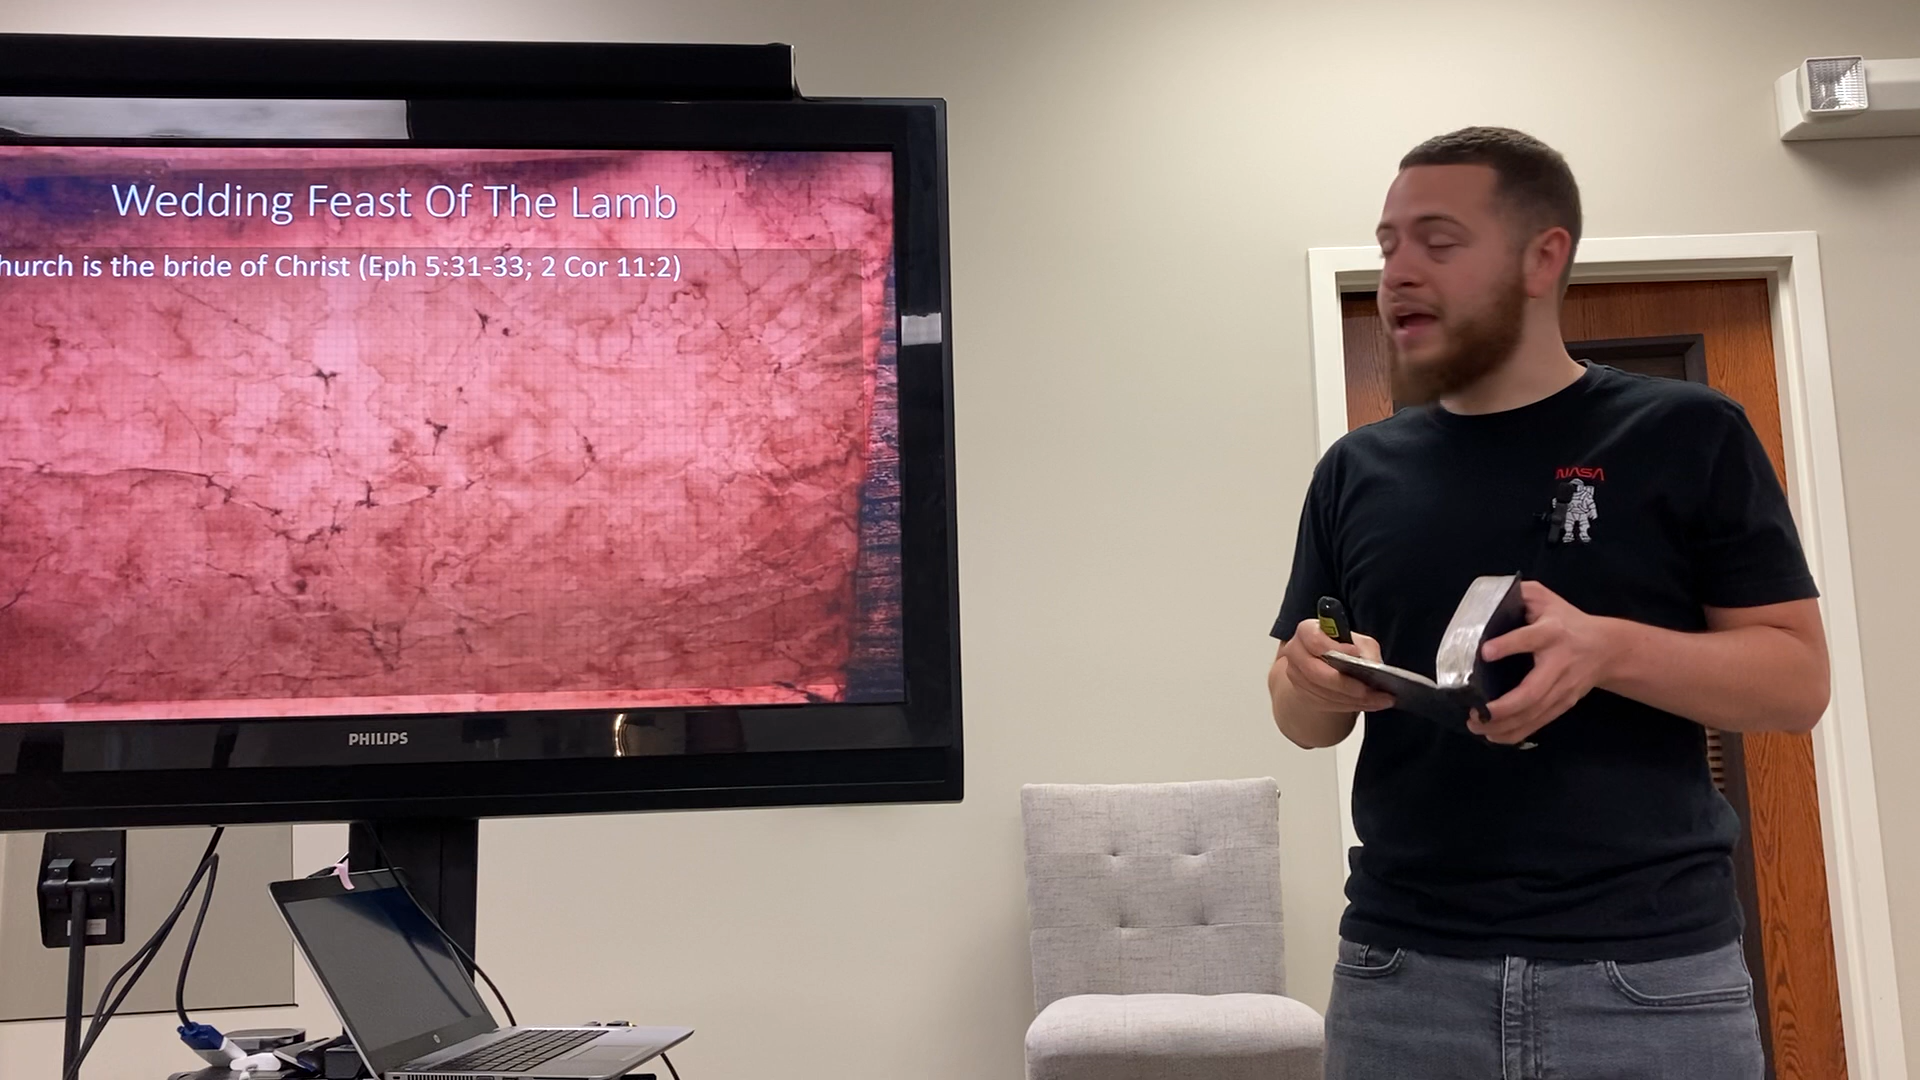 Wedding Feast Of The Lamb
hurch is the bride of Christ (Eph 5:31-33; 2 Cor 11:2)
PHILIPS
NASA